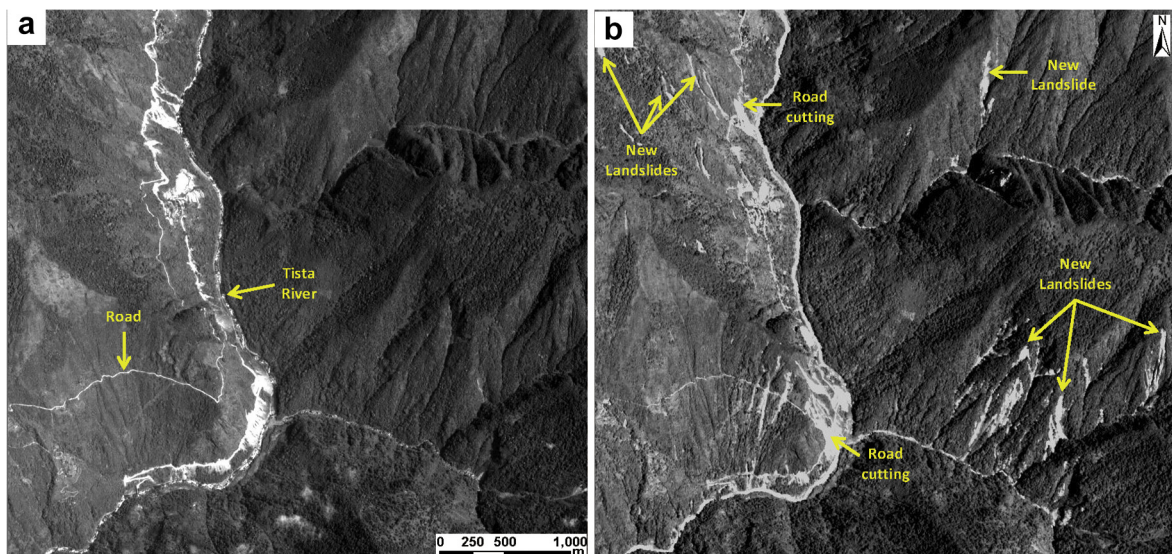 a
Tista
River
Road
0 250 500 1,000
m
b
N
New
Landslide
Road
cutting
New
Landslides
New
Landslides
Road
cutting